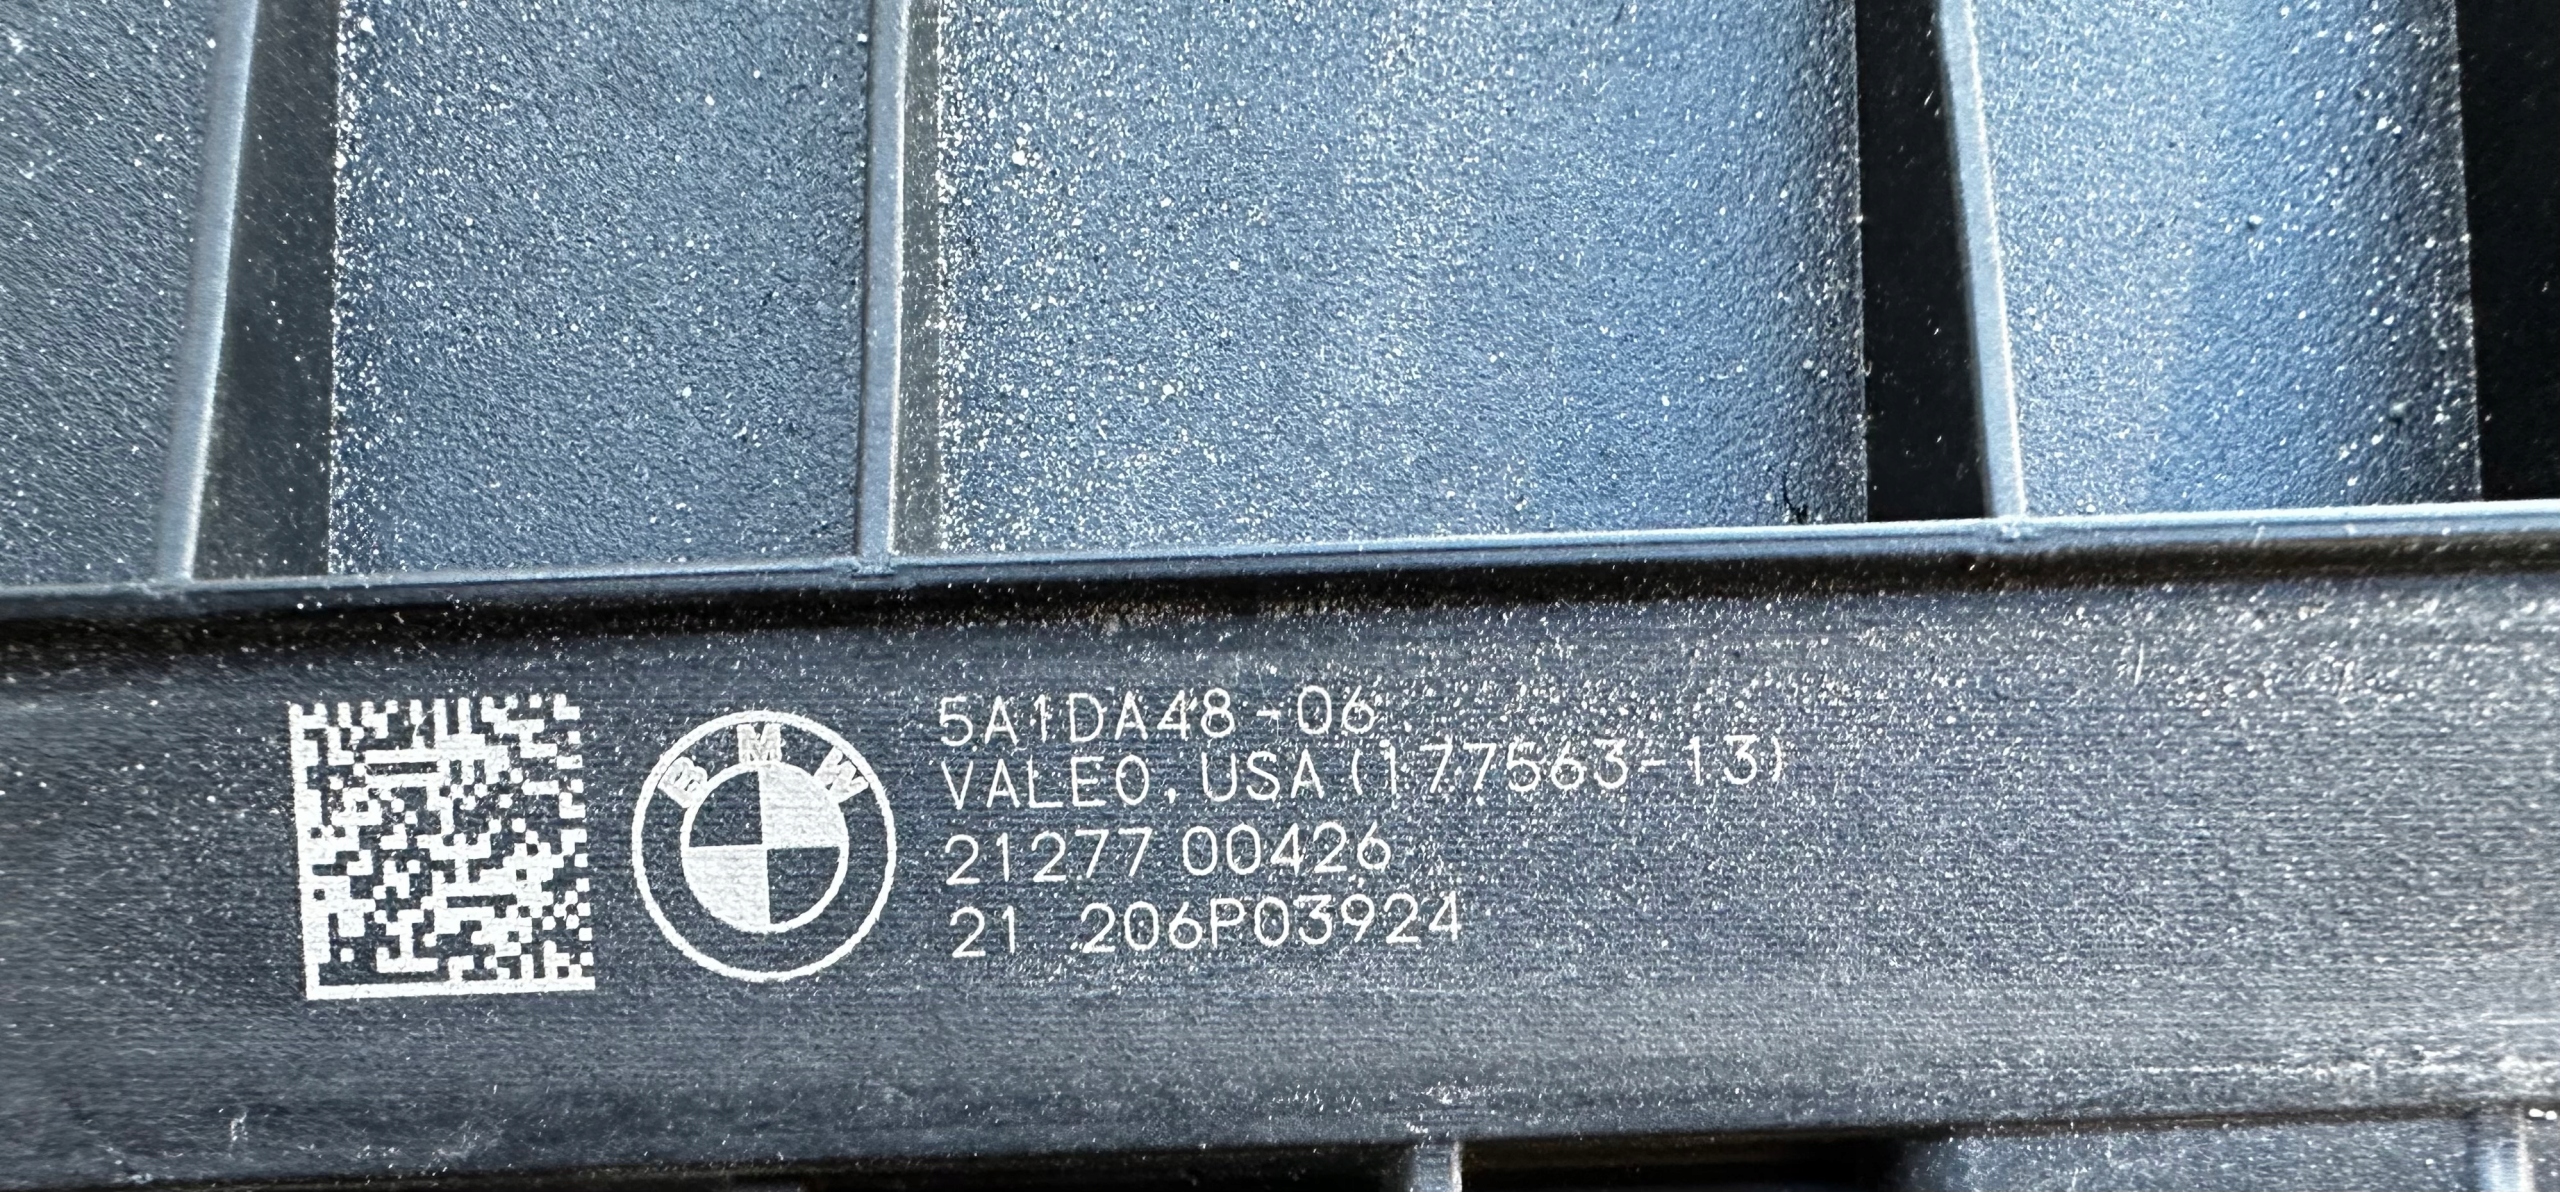 BMW
5A1DA48-06
VALEO, USA (177563-13)
21277 00426
21 206P03924